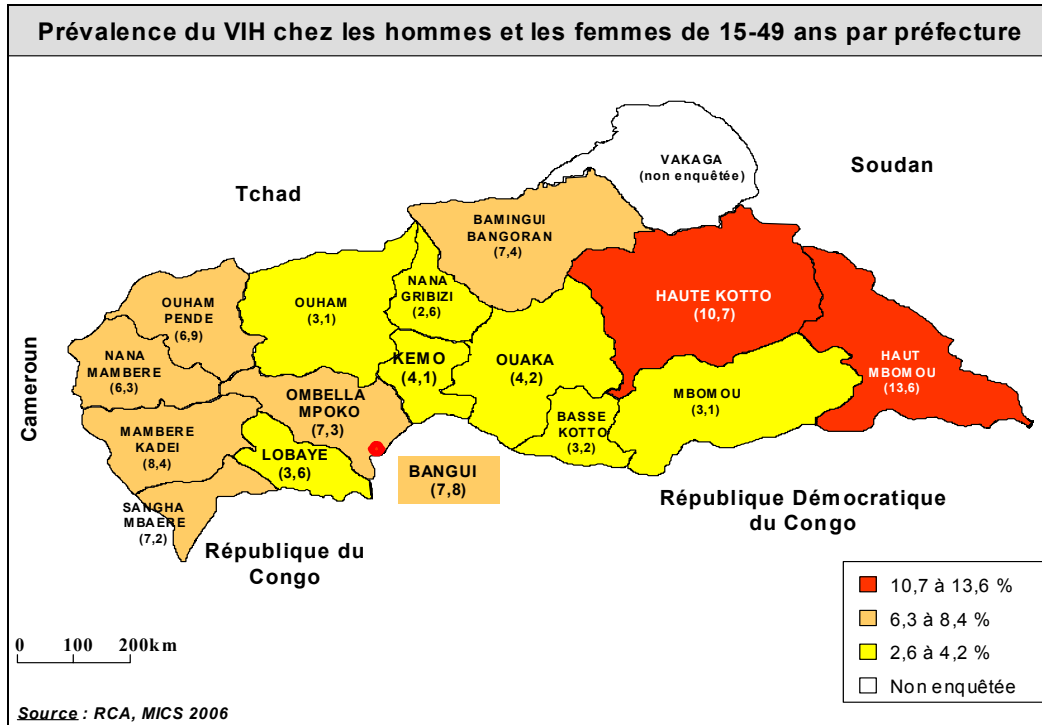 Prévalence du VIH chez les hommes et les femmes de 15-49 ans par préfecture
VAKAGA
(non enquêtée)
Soudan
Tchad
BAMINGUI
BANGORAN
(7,4)
OUHAM
PENDE
(6,9)
OUHAM
(3,1)
NANA
GRIBIZI
(2,6)
HAUTE KOTTO
(10,7)
Cameroun
NANA
MAMBERE
(6,3)
KEMO
(4,1)
OUAKA
(4,2)
HAUT
MBOMOU
(13,6)
OMBELLA
MPOKO
(7,3)
MBOMOU
(3,1)
BASSE
KOTTO
(3,2)
MAMBERE
KADEI
(8,4)
LOBAYE
(3,6)
BANGUI
(7,8)
SANGHA
MBAERE
(7,2)
République Démocratique
du Congo
République du
Congo
10,7 à 13,6 %
6,3 à 8,4 %
2,6 à 4,2 %
Non enquêtée
0 100 200km
Source : RCA, MICS 2006